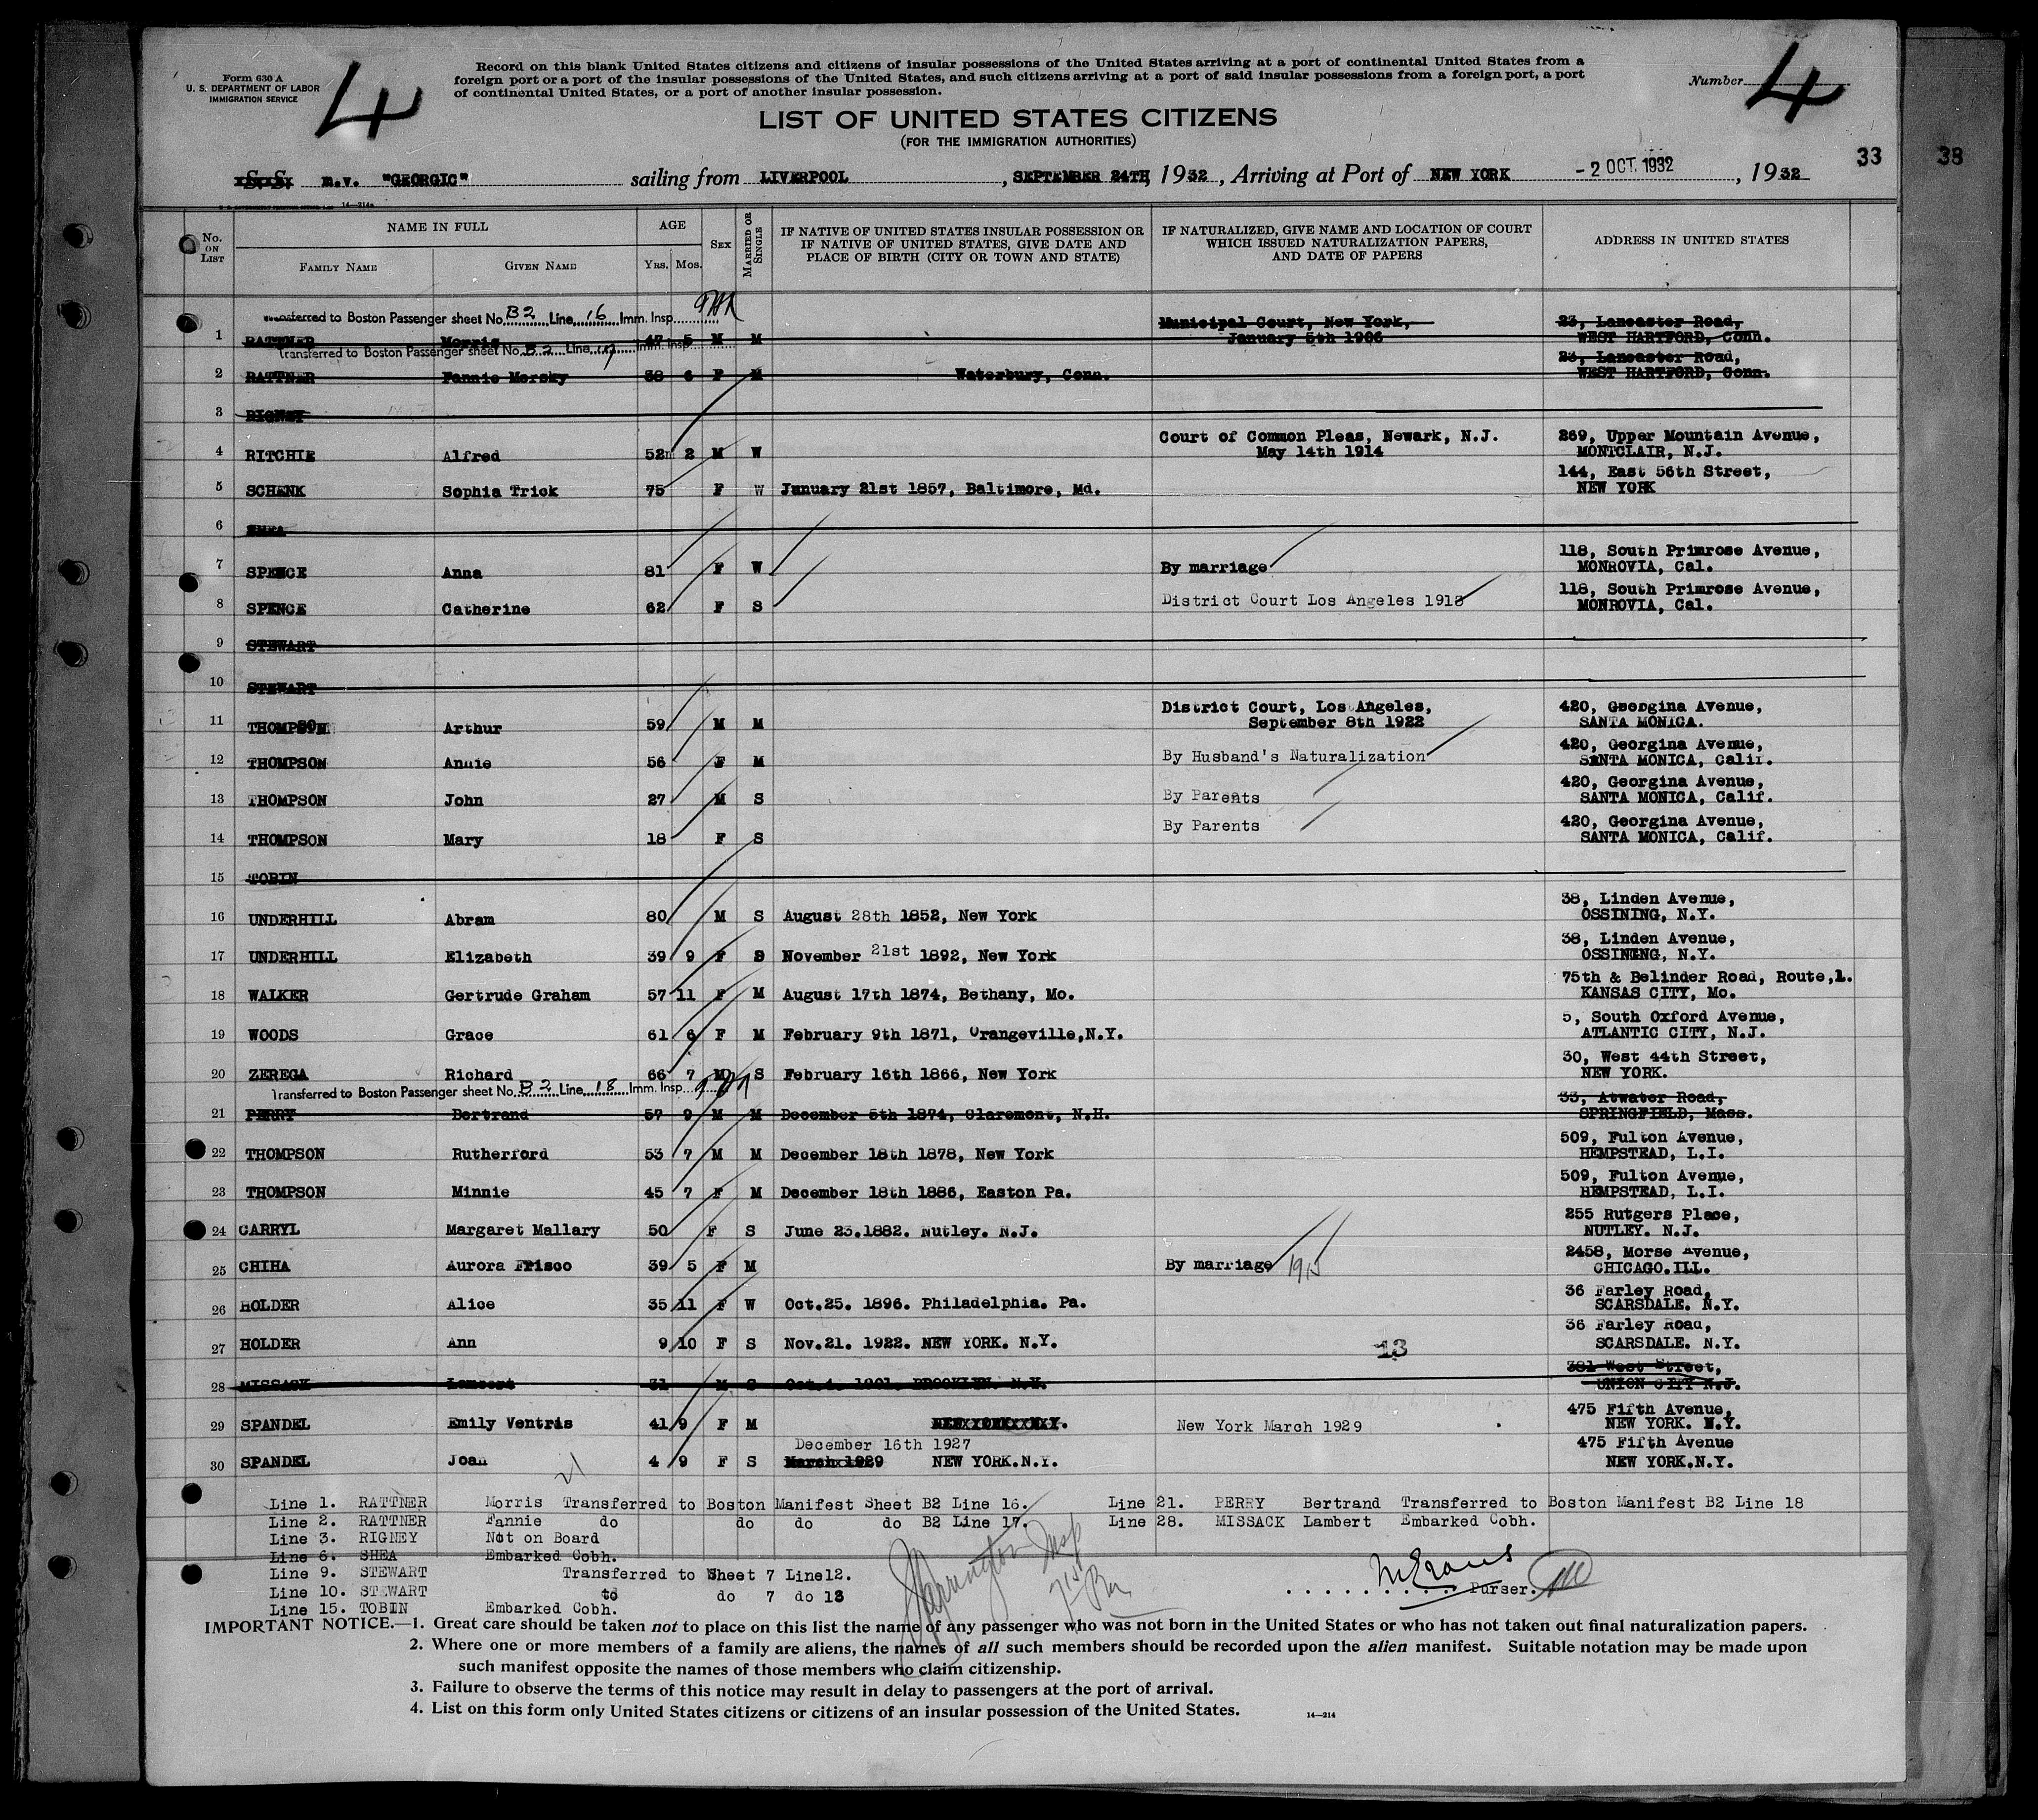 Form 630 A
U. S. DEPARTMENT OF LABOR
IMMIGRATION SERVICE
4
Record on this blank United States citizens and citizens of insular possessions of the United States arriving at a port of continental United States from a
foreign port or a port of the insular possessions of the United States, and such citizens arriving at a port of said insular possessions from a foreign port, a port
of continental United States, or a port of another insular possession.
Number 4
LIST OF UNITED STATES CITIZENS
(FOR THE IMMIGRATION AUTHORITIES)
33 38
S. S. m.v. "GEORGIC" sailing from LIVERPOOL, SEPTEMBER 24TH, 1932, Arriving at Port of NEW YORK -2 OCT. 1932, 1932
No. ON LIST
NAME IN FULL
FAMILY NAME GIVEN NAME
AGE
YRS. MOS.
SEX
MARRIED OR SINGLE
IF NATIVE OF UNITED STATES INSULAR POSSESSION OR
IF NATIVE OF UNITED STATES, GIVE DATE AND
PLACE OF BIRTH (CITY OR TOWN AND STATE)
IF NATURALIZED, GIVE NAME AND LOCATION OF COURT
WHICH ISSUED NATURALIZATION PAPERS,
AND DATE OF PAPERS
ADDRESS IN UNITED STATES
Transferred to Boston Passenger sheet No. B2 Line 16 Imm. Insp.
1 RATTNER Morris 47 5 M M Municipal Court, New York, January 5th 1906 23, Lancaster Road, WEST HARTFORD, Conn.
Transferred to Boston Passenger sheet No. B2 Line 17 Imm. Insp.
2 RATTNER Fannie Morsky 38 6 F M Waterbury, Conn. 23, Lancaster Road, WEST HARTFORD, Conn.
3 RIGNEY
4 RITCHIE Alfred 52 2 M W Court of Common Pleas, Newark, N.J. May 14th 1914 269, Upper Mountain Avenue, MONTCLAIR, N.J.
5 SCHENK Sophia Trick 75 F W January 21st 1857, Baltimore, Md. 144, East 56th Street, NEW YORK
6 SHEA
7 SPENCE Anna 81 F W By marriage 118, South Primrose Avenue, MONROVIA, Cal.
8 SPENCE Catherine 62 F S District Court Los Angeles 1918 118, South Primrose Avenue, MONROVIA, Cal.
9 STEWART
10 STEWART
11 THOMPSON Arthur 59 M M District Court, Los Angeles, September 8th 1922 420, Georgina Avenue, SANTA MONICA.
12 THOMPSON Annie 56 F M By Husband's Naturalization 420, Georgina Avenue, SANTA MONICA, Calif.
13 THOMPSON John 27 M S By Parents 420, Georgina Avenue, SANTA MONICA, Calif.
14 THOMPSON Mary 18 F S By Parents 420, Georgina Avenue, SANTA MONICA, Calif.
15 TOBIN
16 UNDERHILL Abram 80 M S August 28th 1852, New York 38, Linden Avenue, OSSINING, N.Y.
17 UNDERHILL Elizabeth 39 9 F S November 21st 1892, New York 38, Linden Avenue, OSSINING, N.Y.
18 WALKER Gertrude Graham 57 11 F M August 17th 1874, Bethany, Mo. 75th & Belinder Road, Route,1. KANSAS CITY, Mo.
19 WOODS Grace 61 6 F M February 9th 1871, Orangeville,N.Y. 5, South Oxford Avenue, ATLANTIC CITY, N.J.
20 ZEREGA Richard 66 7 M S February 16th 1866, New York 30, West 44th Street, NEW YORK.
Transferred to Boston Passenger sheet No. B2 Line 18 Imm. Insp.
21 PERRY Bertrand 57 9 M M December 5th 1874, Claremont, N.H. 33, Atwater Road, SPRINGFIELD, Mass.
22 THOMPSON Rutherford 53 7 M M December 18th 1878, New York 509, Fulton Avenue, HEMPSTEAD, L.I.
23 THOMPSON Minnie 45 7 F M December 18th 1886, Easton Pa. 509, Fulton Avenue, HEMPSTEAD, L.I.
24 CARRYL Margaret Mallary 50 F S June 23.1882. Nutley. N.J. 255 Rutgers Place, NUTLEY. N.J.
25 CHIHA Aurora Frisco 39 5 F M By marriage 1915 2458, Morse Avenue, CHICAGO.ILL.
26 HOLDER Alice 35 11 F W Oct.25. 1896. Philadelphia. Pa. 36 Farley Road, SCARSDALE. N.Y.
27 HOLDER Ann 9 10 F S Nov.21. 1922. NEW YORK. N.Y. 13 36 Farley Road, SCARSDALE. N.Y.
28 MISSACK Lambert 31 M S Oct.4. 1901. BROOKLYN. N.Y. 381 West Street, UNION CITY N.J.
29 SPANDEL Emily Ventris 41 9 F M New York March 1929 475 Fifth Avenue, NEW YORK. N.Y.
30 SPANDEL Joan 4 9 F S December 16th 1927 March 1929 NEW YORK.N.Y. 475 Fifth Avenue NEW YORK.N.Y.
21
Line 1. RATTNER Morris Transferred to Boston Manifest Sheet B2 Line 16. Line 21. PERRY Bertrand Transferred to Boston Manifest B2 Line 18
Line 2. RATTNER Fannie do do do do B2 Line 17. Line 28. MISSACK Lambert Embarked Cobh.
Line 3. RIGNEY Not on Board
Line 6. SHEA Embarked Cobh.
Line 9. STEWART Transferred to Sheet 7 Line12.
Line 10. STEWART do do 7 do 13
Line 15. TOBIN Embarked Cobh.
Purser.
IMPORTANT NOTICE.—1. Great care should be taken not to place on this list the name of any passenger who was not born in the United States or who has not taken out final naturalization papers.
2. Where one or more members of a family are aliens, the names of all such members should be recorded upon the alien manifest. Suitable notation may be made upon
such manifest opposite the names of those members who claim citizenship.
3. Failure to observe the terms of this notice may result in delay to passengers at the port of arrival.
4. List on this form only United States citizens or citizens of an insular possession of the United States.
14—214